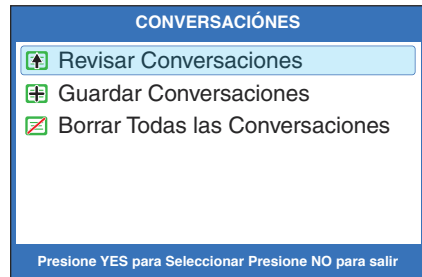 CONVERSACIÓNES
Revisar Conversaciones
Guardar Conversaciones
Borrar Todas las Conversaciones
Presione YES para Seleccionar Presione NO para salir